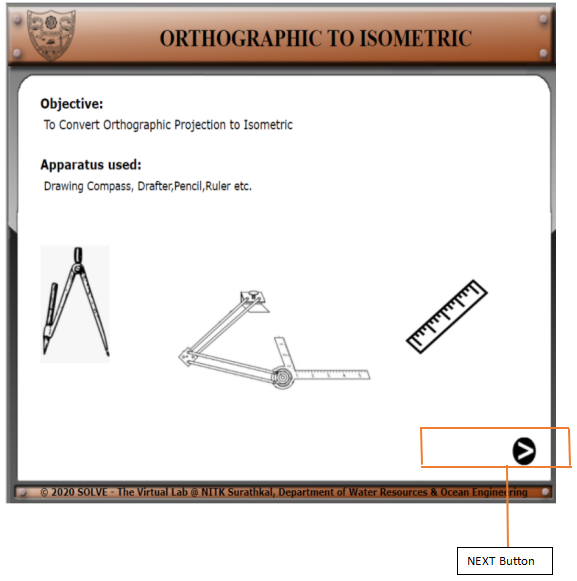 ORTHOGRAPHIC TO ISOMETRIC
Objective:
To Convert Orthographic Projection to Isometric
Apparatus used:
Drawing Compass, Drafter,Pencil,Ruler etc.
© 2020 SOLVE - The Virtual Lab @ NITK Surathkal, Department of Water Resources & Ocean Engineering
NEXT Button